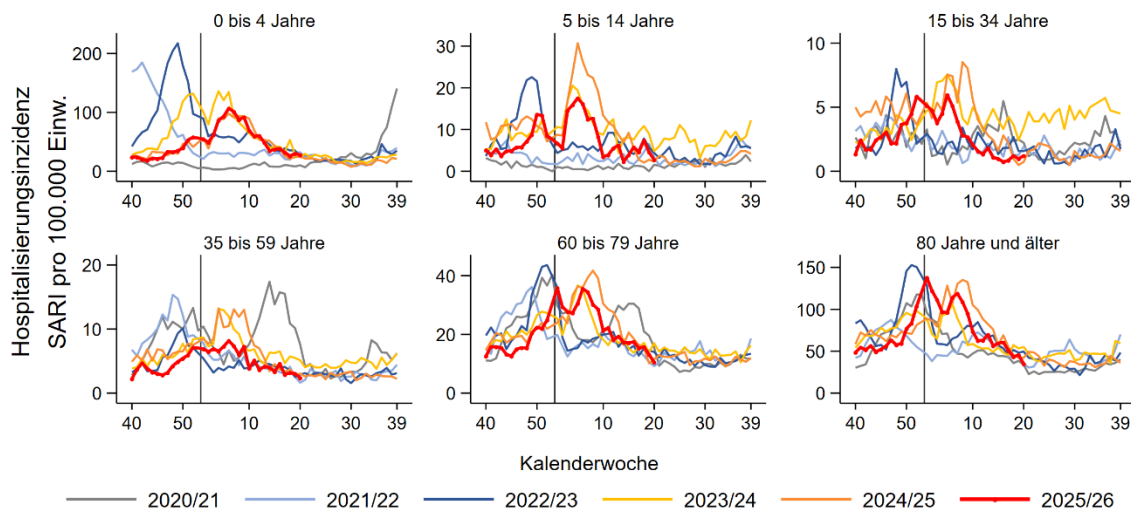 0 bis 4 Jahre
5 bis 14 Jahre
15 bis 34 Jahre
Hospitalisierungsinzidenz
SARI pro 100.000 Einw.
200
100
0
40 50 10 20 30 39
30
20
10
0
40 50 10 20 30 39
10
5
0
40 50 10 20 30 39
35 bis 59 Jahre
60 bis 79 Jahre
80 Jahre und älter
20
10
0
40 50 10 20 30 39
40
20
0
40 50 10 20 30 39
150
100
50
0
40 50 10 20 30 39
Kalenderwoche
2020/21 2021/22 2022/23 2023/24 2024/25 2025/26